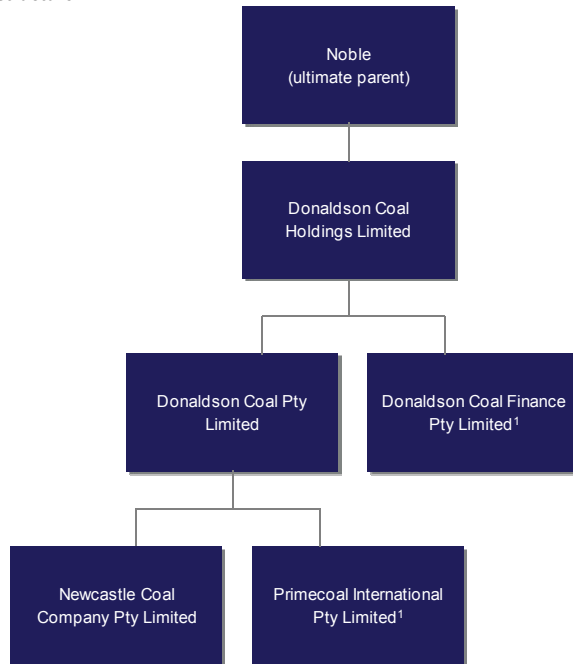 Noble
(ultimate parent)
Donaldson Coal
Holdings Limited
Donaldson Coal Pty
Limited
Donaldson Coal Finance
Pty Limited¹
Newcastle Coal
Company Pty Limited
Primecoal International
Pty Limited¹